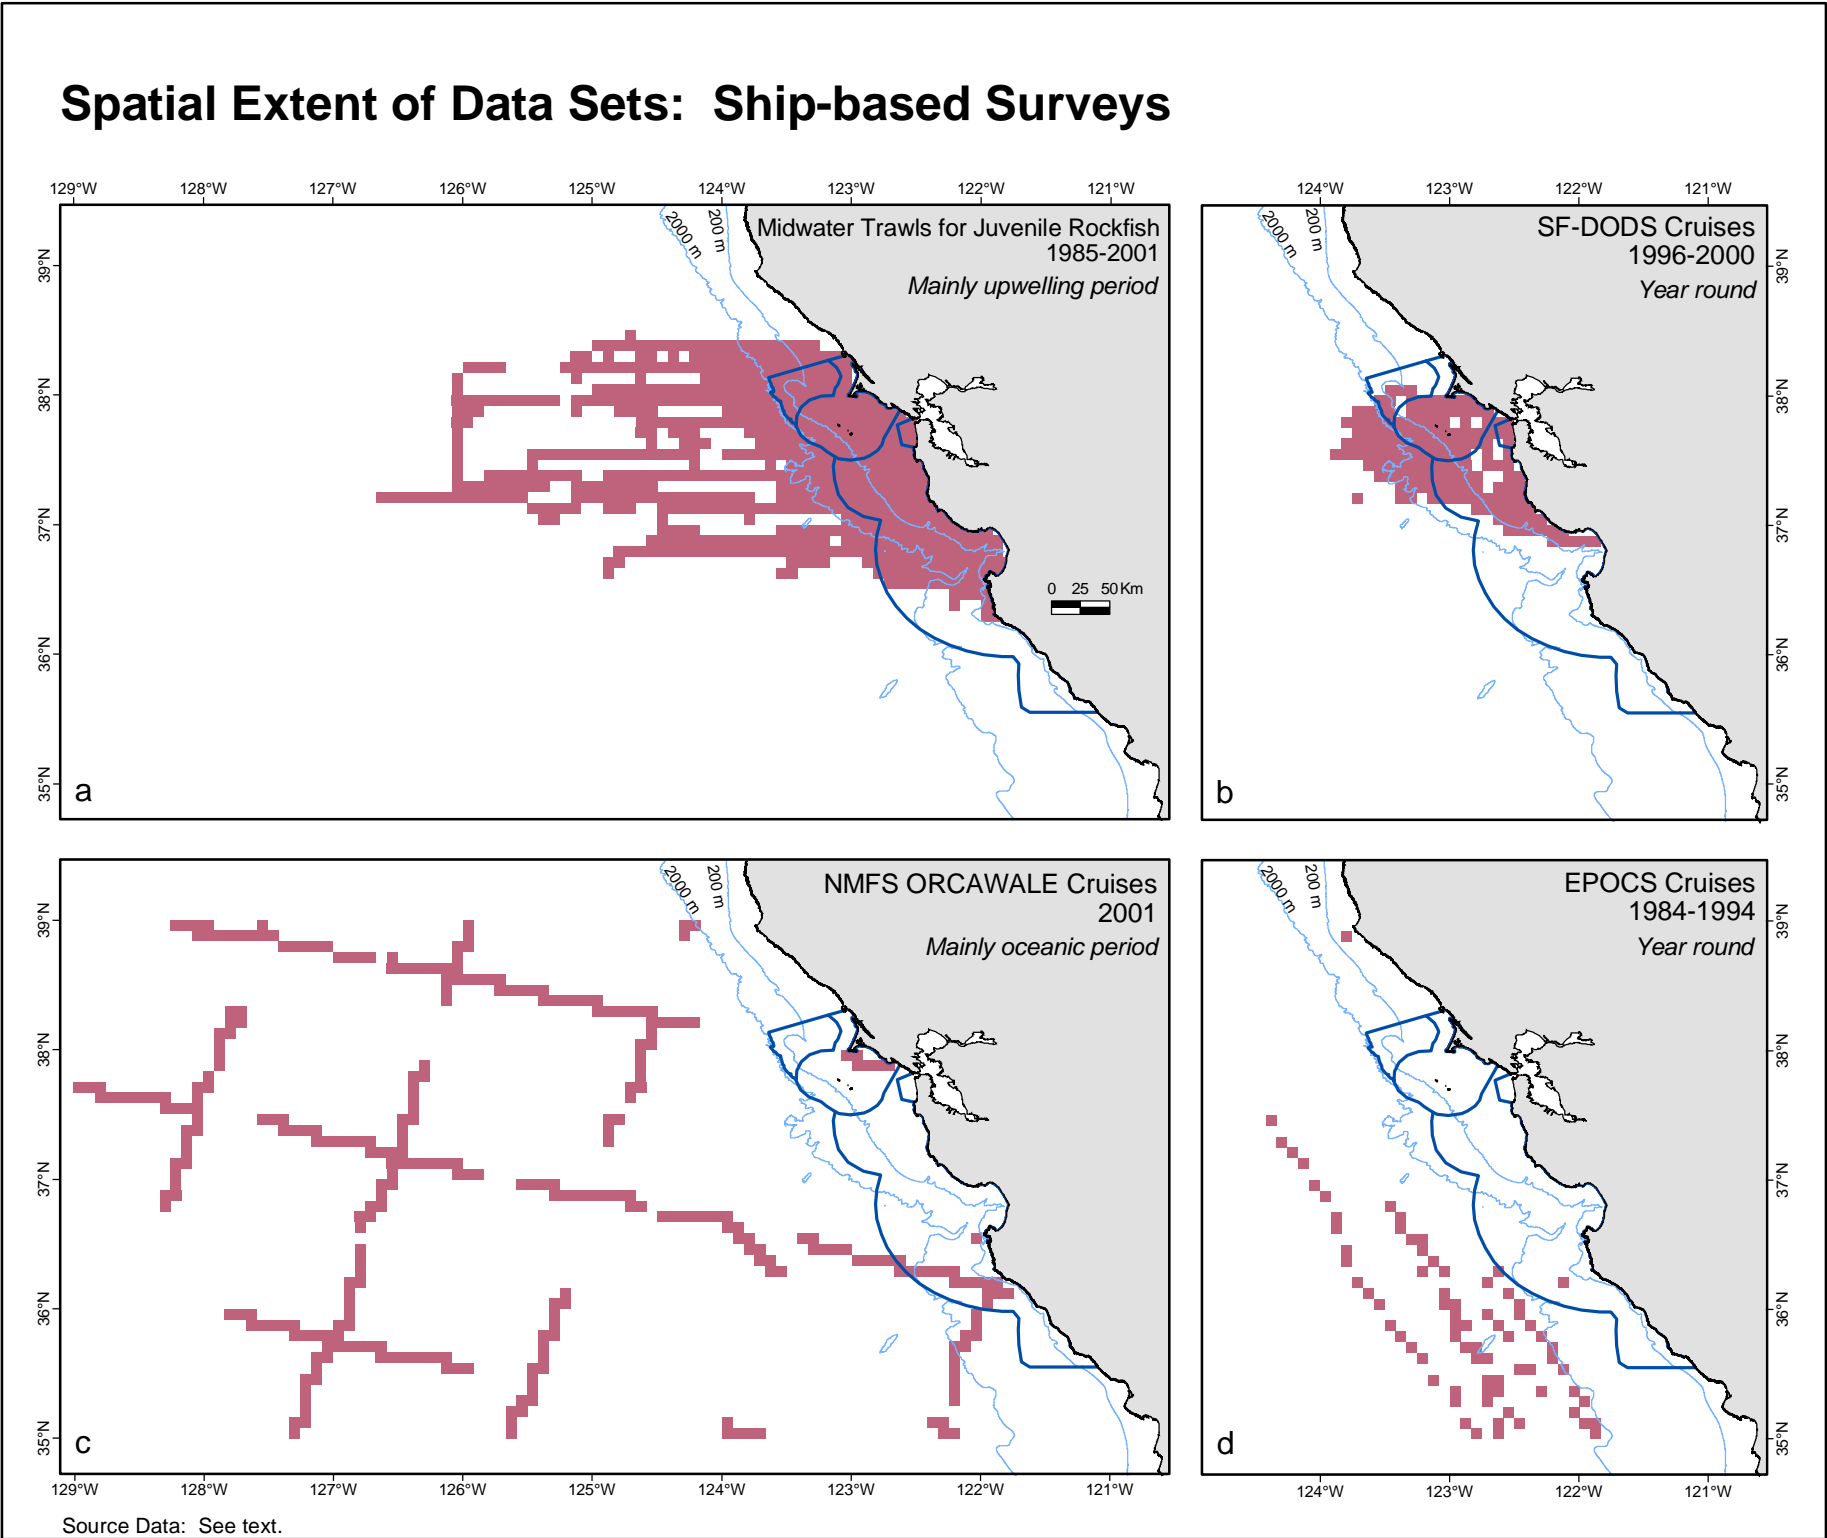 Spatial Extent of Data Sets: Ship-based Surveys
129°W 128°W 127°W 126°W 125°W 124°W 123°W 122°W 121°W
124°W 123°W 122°W 121°W
2000 m
200 m
Midwater Trawls for Juvenile Rockfish
1985-2001
Mainly upwelling period
39°N
38°N
37°N
36°N
35°N
0 25 50 Km
a
2000 m
200 m
SF-DODS Cruises
1996-2000
Year round
39°N
38°N
37°N
36°N
35°N
b
2000 m
200 m
NMFS ORCAWALE Cruises
2001
Mainly oceanic period
39°N
38°N
37°N
36°N
35°N
c
2000 m
200 m
EPOCS Cruises
1984-1994
Year round
39°N
38°N
37°N
36°N
35°N
d
129°W 128°W 127°W 126°W 125°W 124°W 123°W 122°W 121°W
124°W 123°W 122°W 121°W
Source Data: See text.